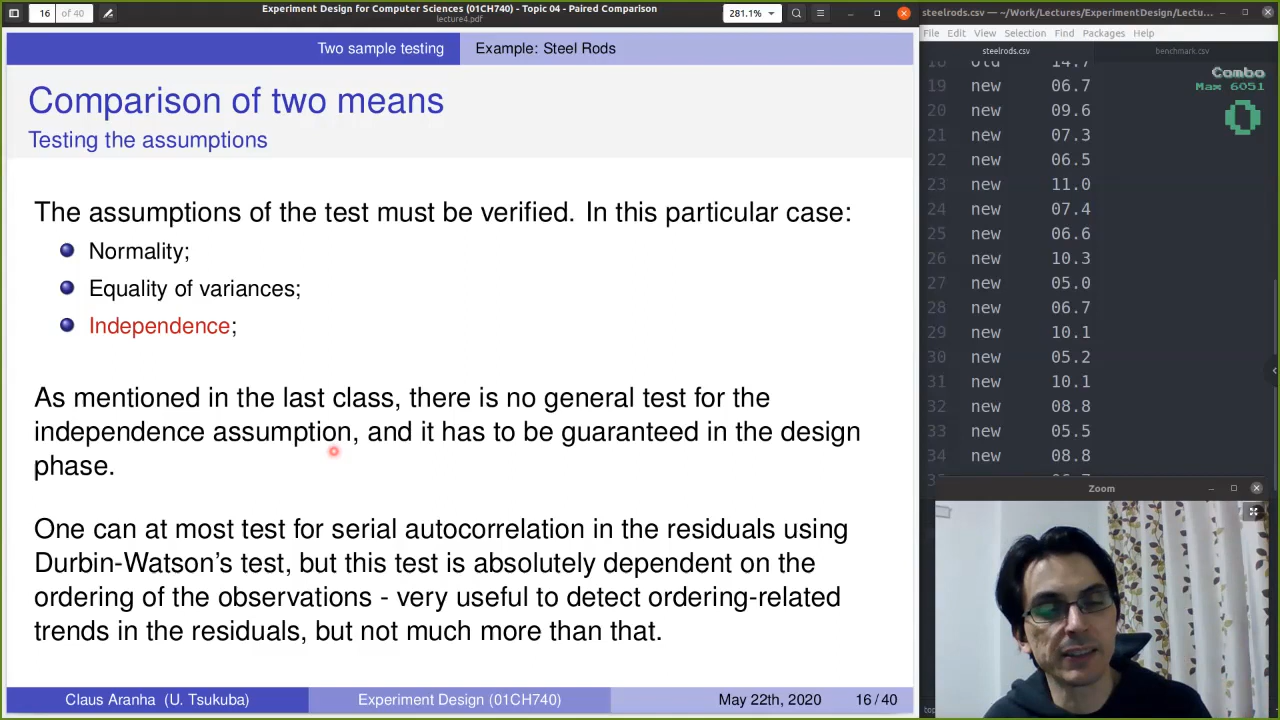 Experiment Design for Computer Sciences (01CH740) - Topic 04 - Paired Comparison
lecture4.pdf
16 of 40
281.1%
Two sample testing
Example: Steel Rods
Comparison of two means
Testing the assumptions
The assumptions of the test must be verified. In this particular case:
Normality;
Equality of variances;
Independence;
As mentioned in the last class, there is no general test for the
independence assumption, and it has to be guaranteed in the design
phase.
One can at most test for serial autocorrelation in the residuals using
Durbin-Watson's test, but this test is absolutely dependent on the
ordering of the observations - very useful to detect ordering-related
trends in the residuals, but not much more than that.
Claus Aranha (U. Tsukuba)
Experiment Design (01CH740)
May 22th, 2020
16 / 40
steelrods.csv — ~/Work/Lectures/ExperimentDesign/Lectu...
File Edit View Selection Find Packages Help
steelrods.csv
benchmark.csv
18 old 14.7
19 new 06.7
20 new 09.6
21 new 07.3
22 new 06.5
23 new 11.0
24 new 07.4
25 new 06.6
26 new 10.3
27 new 05.0
28 new 06.7
29 new 10.1
30 new 05.2
31 new 10.1
32 new 08.8
33 new 05.5
34 new 08.8
Combo
Max 6051
0
Zoom